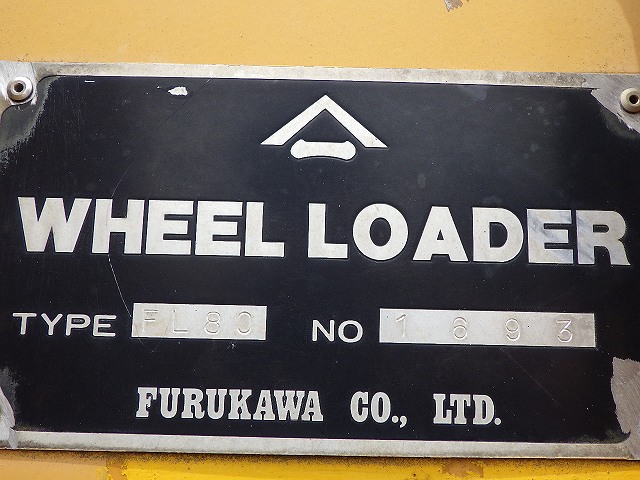 WHEEL LOADER
TYPE FL80 NO 1693
FURUKAWA CO., LTD.